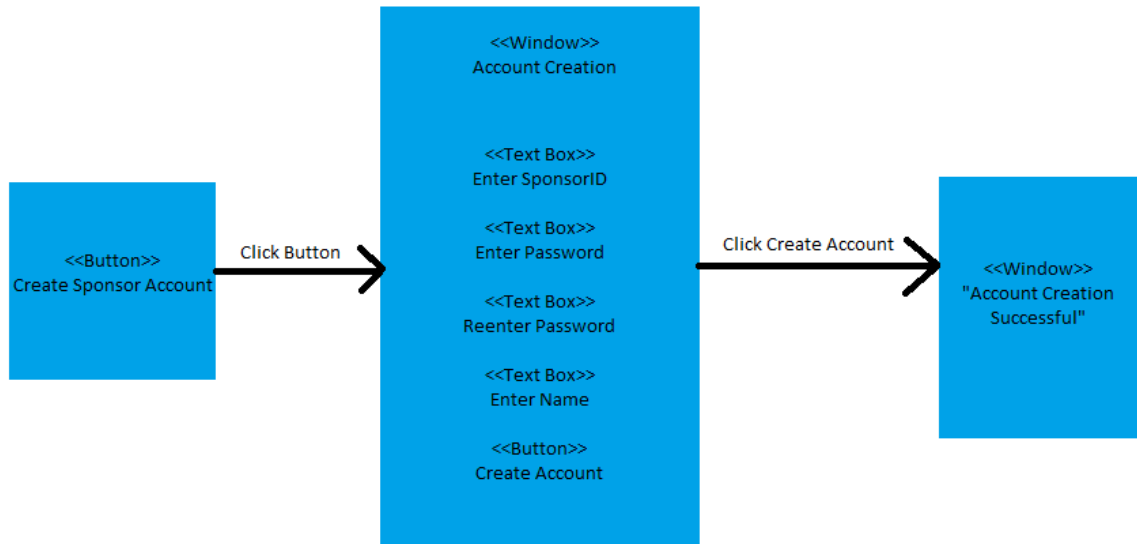 <<Button>>
Create Sponsor Account
Click Button
<<Window>>
Account Creation
<<Text Box>>
Enter SponsorID
<<Text Box>>
Enter Password
<<Text Box>>
Reenter Password
<<Text Box>>
Enter Name
<<Button>>
Create Account
Click Create Account
<<Window>>
"Account Creation
Successful"